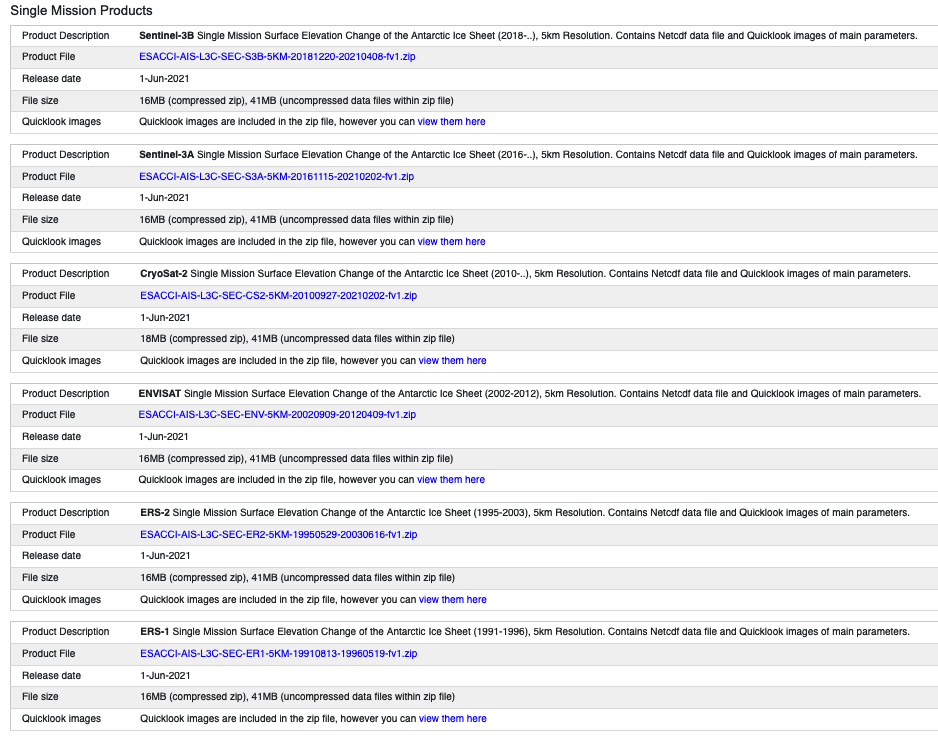 Single Mission Products
Product Description Sentinel-3B Single Mission Surface Elevation Change of the Antarctic Ice Sheet (2018-..), 5km Resolution. Contains Netcdf data file and Quicklook images of main parameters.
Product File ESACCI-AIS-L3C-SEC-S3B-5KM-20181220-20210408-fv1.zip
Release date 1-Jun-2021
File size 16MB (compressed zip), 41MB (uncompressed data files within zip file)
Quicklook images Quicklook images are included in the zip file, however you can view them here
Product Description Sentinel-3A Single Mission Surface Elevation Change of the Antarctic Ice Sheet (2016-..), 5km Resolution. Contains Netcdf data file and Quicklook images of main parameters.
Product File ESACCI-AIS-L3C-SEC-S3A-5KM-20161115-20210202-fv1.zip
Release date 1-Jun-2021
File size 16MB (compressed zip), 41MB (uncompressed data files within zip file)
Quicklook images Quicklook images are included in the zip file, however you can view them here
Product Description CryoSat-2 Single Mission Surface Elevation Change of the Antarctic Ice Sheet (2010-..), 5km Resolution. Contains Netcdf data file and Quicklook images of main parameters.
Product File ESACCI-AIS-L3C-SEC-CS2-5KM-20100927-20210202-fv1.zip
Release date 1-Jun-2021
File size 18MB (compressed zip), 41MB (uncompressed data files within zip file)
Quicklook images Quicklook images are included in the zip file, however you can view them here
Product Description ENVISAT Single Mission Surface Elevation Change of the Antarctic Ice Sheet (2002-2012), 5km Resolution. Contains Netcdf data file and Quicklook images of main parameters.
Product File ESACCI-AIS-L3C-SEC-ENV-5KM-20020909-20120409-fv1.zip
Release date 1-Jun-2021
File size 16MB (compressed zip), 41MB (uncompressed data files within zip file)
Quicklook images Quicklook images are included in the zip file, however you can view them here
Product Description ERS-2 Single Mission Surface Elevation Change of the Antarctic Ice Sheet (1995-2003), 5km Resolution. Contains Netcdf data file and Quicklook images of main parameters.
Product File ESACCI-AIS-L3C-SEC-ER2-5KM-19950529-20030616-fv1.zip
Release date 1-Jun-2021
File size 16MB (compressed zip), 41MB (uncompressed data files within zip file)
Quicklook images Quicklook images are included in the zip file, however you can view them here
Product Description ERS-1 Single Mission Surface Elevation Change of the Antarctic Ice Sheet (1991-1996), 5km Resolution. Contains Netcdf data file and Quicklook images of main parameters.
Product File ESACCI-AIS-L3C-SEC-ER1-5KM-19910813-19960519-fv1.zip
Release date 1-Jun-2021
File size 16MB (compressed zip), 41MB (uncompressed data files within zip file)
Quicklook images Quicklook images are included in the zip file, however you can view them here